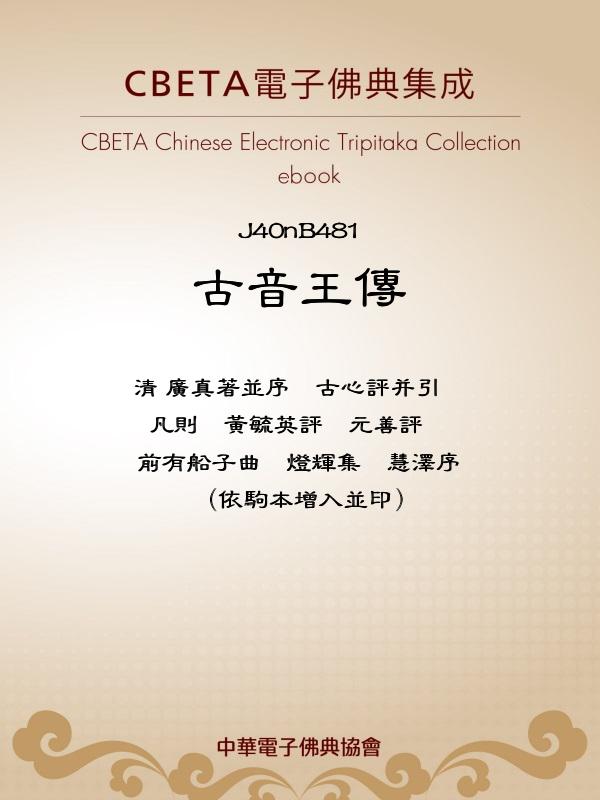 CBETA電子佛典集成
CBETA Chinese Electronic Tripitaka Collection
ebook
J40nB481
古音王傳
清 廣真著並序　古心評并引
凡則　黃毓英評　元善評
前有船子曲　燈輝集　慧澤序
（依駒本增入並印）
中華電子佛典協會